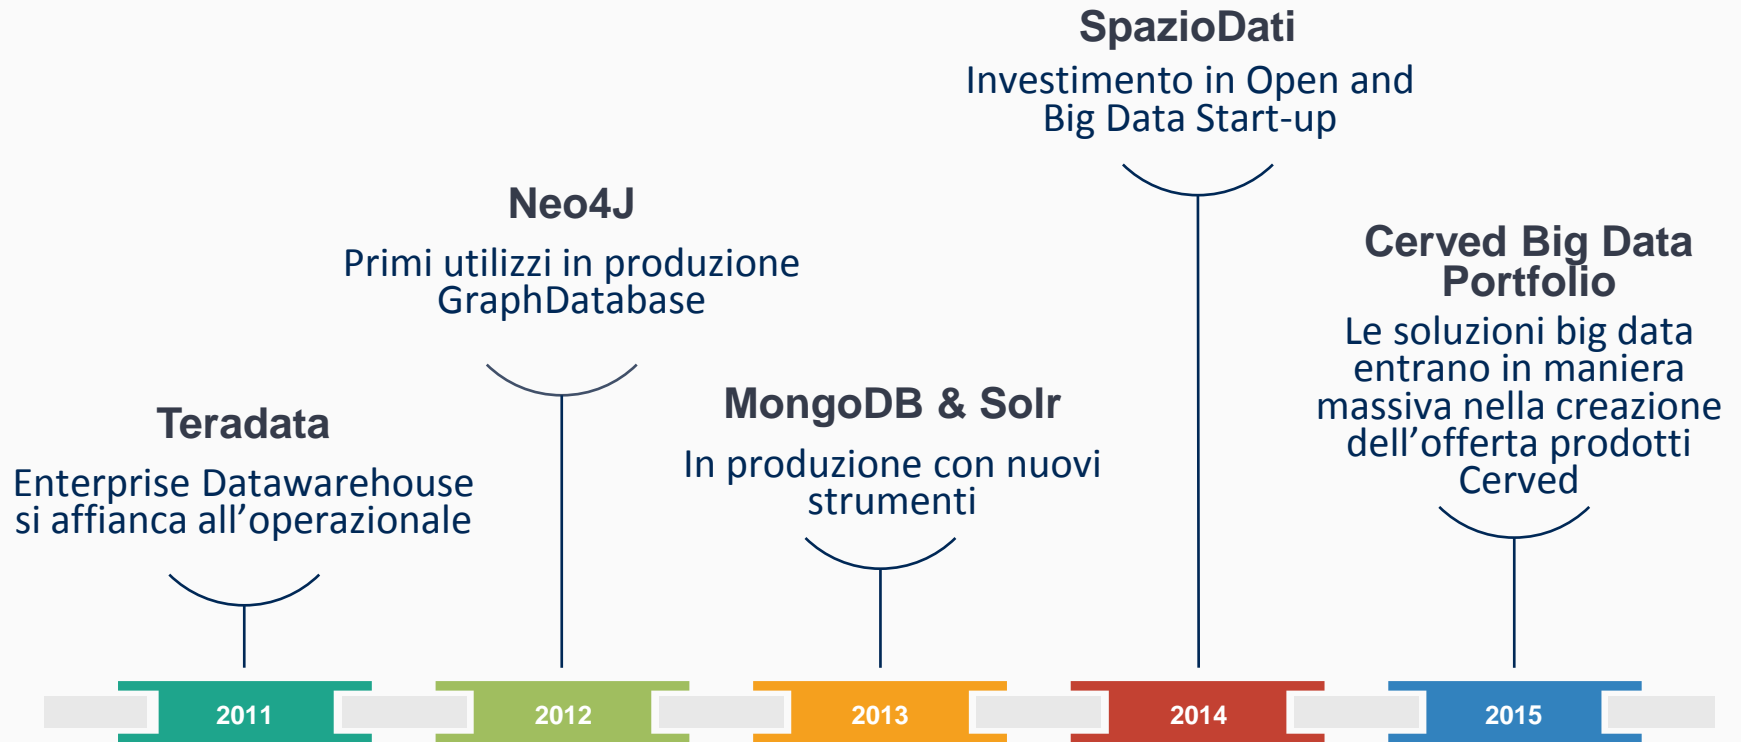 Teradata
Enterprise Datawarehouse
si affianca all’operazionale
Neo4J
Primi utilizzi in produzione
GraphDatabase
MongoDB & Solr
In produzione con nuovi
strumenti
SpazioDati
Investimento in Open and
Big Data Start-up
Cerved Big Data
Portfolio
Le soluzioni big data
entrano in maniera
massiva nella creazione
dell’offerta prodotti
Cerved
2011
2012
2013
2014
2015